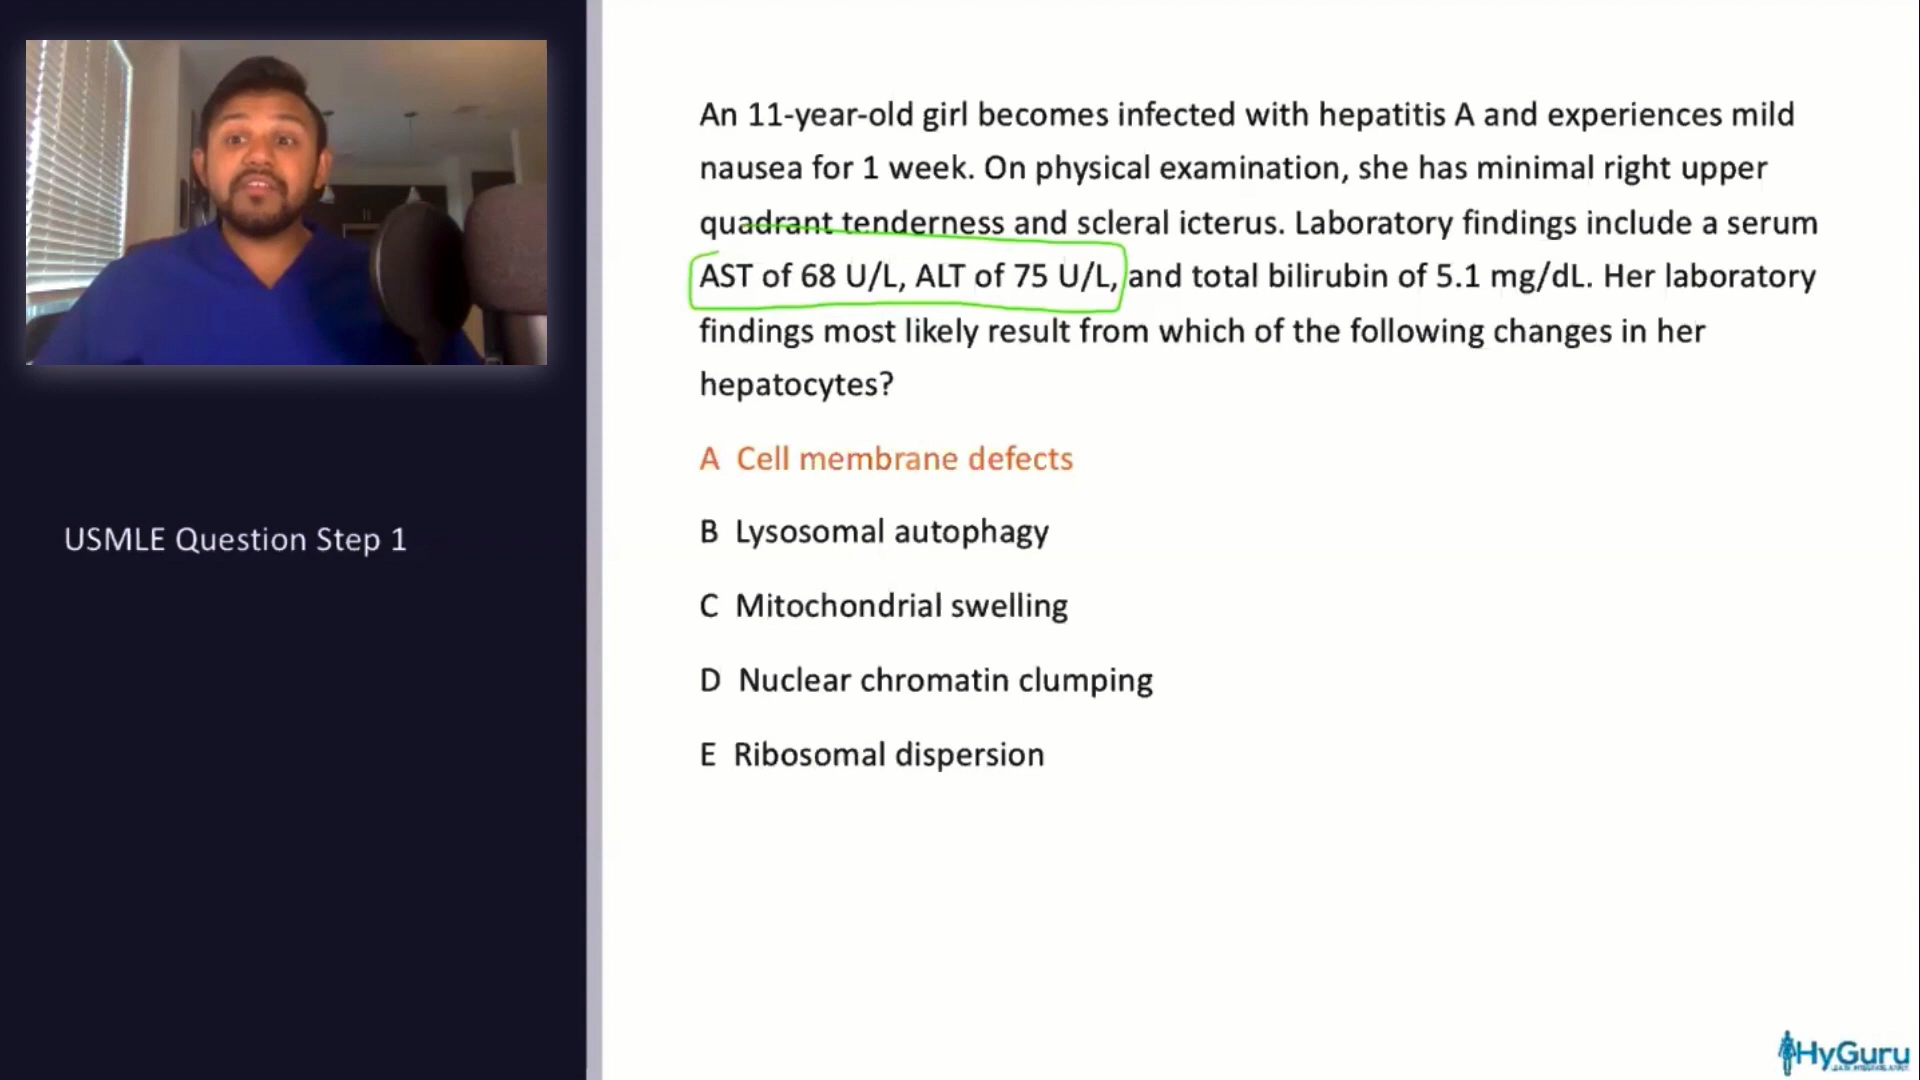 An 11-year-old girl becomes infected with hepatitis A and experiences mild
nausea for 1 week. On physical examination, she has minimal right upper
quadrant tenderness and scleral icterus. Laboratory findings include a serum
AST of 68 U/L, ALT of 75 U/L, and total bilirubin of 5.1 mg/dL. Her laboratory
findings most likely result from which of the following changes in her
hepatocytes?
A Cell membrane defects
B Lysosomal autophagy
C Mitochondrial swelling
D Nuclear chromatin clumping
E Ribosomal dispersion
USMLE Question Step 1
HyGuru